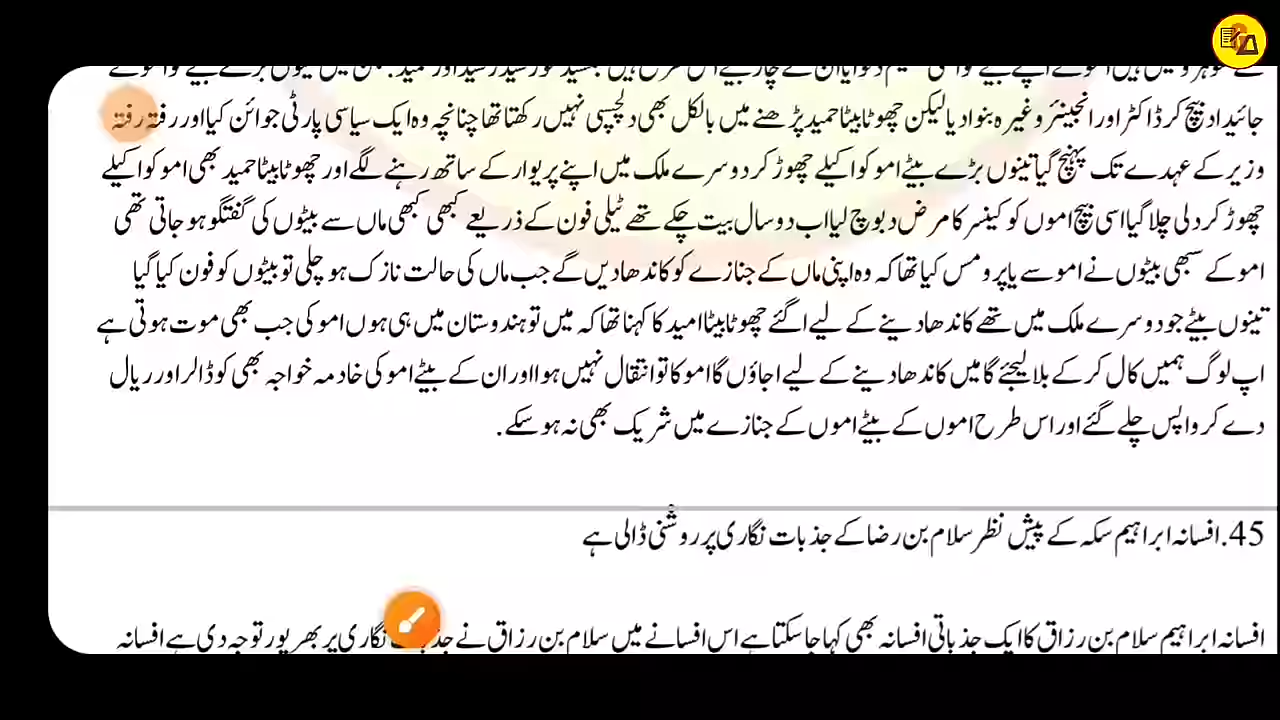 جائیداد بیچ کر ڈاکٹر اور انجینئر وغیرہ بنوا دیا لیکن چھوٹا بیٹا حمید پڑھنے میں بالکل بھی دلچسپی نہیں رکھتا تھا چنانچہ وہ ایک سیاسی پارٹی جوائن کیا اور رفتہ رفتہ
وزیر کے عہدے تک پہنچ گیا تینوں بڑے بیٹے امو کو اکیلے چھوڑ کر دوسرے ملک میں اپنے پریوار کے ساتھ رہنے لگے اور چھوٹا بیٹا حمید بھی امو کو اکیلے
چھوڑ کر دلی چلا گیا اسی بیچ اموں کو کینسر کا مرض دبوچ لیا اب دو سال بیت چکے تھے ٹیلی فون کے ذریعے کبھی کبھی ماں سے بیٹوں کی گفتگو ہو جاتی تھی
امو کے سبھی بیٹوں نے امو سے یا پرومس کیا تھا کہ وہ اپنی ماں کے جنازے کو کاندھا دیں گے جب ماں کی حالت نازک ہو چلی تو بیٹوں کو فون کیا گیا
تینوں بیٹے جو دوسرے ملک میں تھے کاندھا دینے کے لیے اگئے چھوٹا بیٹا امید کا کہنا تھا کہ میں تو ہندوستان میں ہی ہوں امو کی جب بھی موت ہوتی ہے
اپ لوگ ہمیں کال کر کے بلا لیجئے گا میں کاندھا دینے کے لیے اجاؤں گا امو کا تو انتقال نہیں ہوا اور ان کے بیٹے امو کی خادمہ خواجہ بھی کو ڈالر اور ریال
دے کر واپس چلے گئے اور اس طرح اموں کے بیٹے اموں کے جنازے میں شریک بھی نہ ہو سکے.
45.افسانہ ابراہیم سکہ کے پیش نظر سلام بن رضا کے جذبات نگاری پر روشنی ڈالی ہے
افسانہ ابراہیم سلام بن رزاق کا ایک جذباتی افسانہ بھی کہا جا سکتا ہے اس افسانے میں سلام بن رزاق نے نگاری پر بھرپور توجہ دی ہے افسانہ